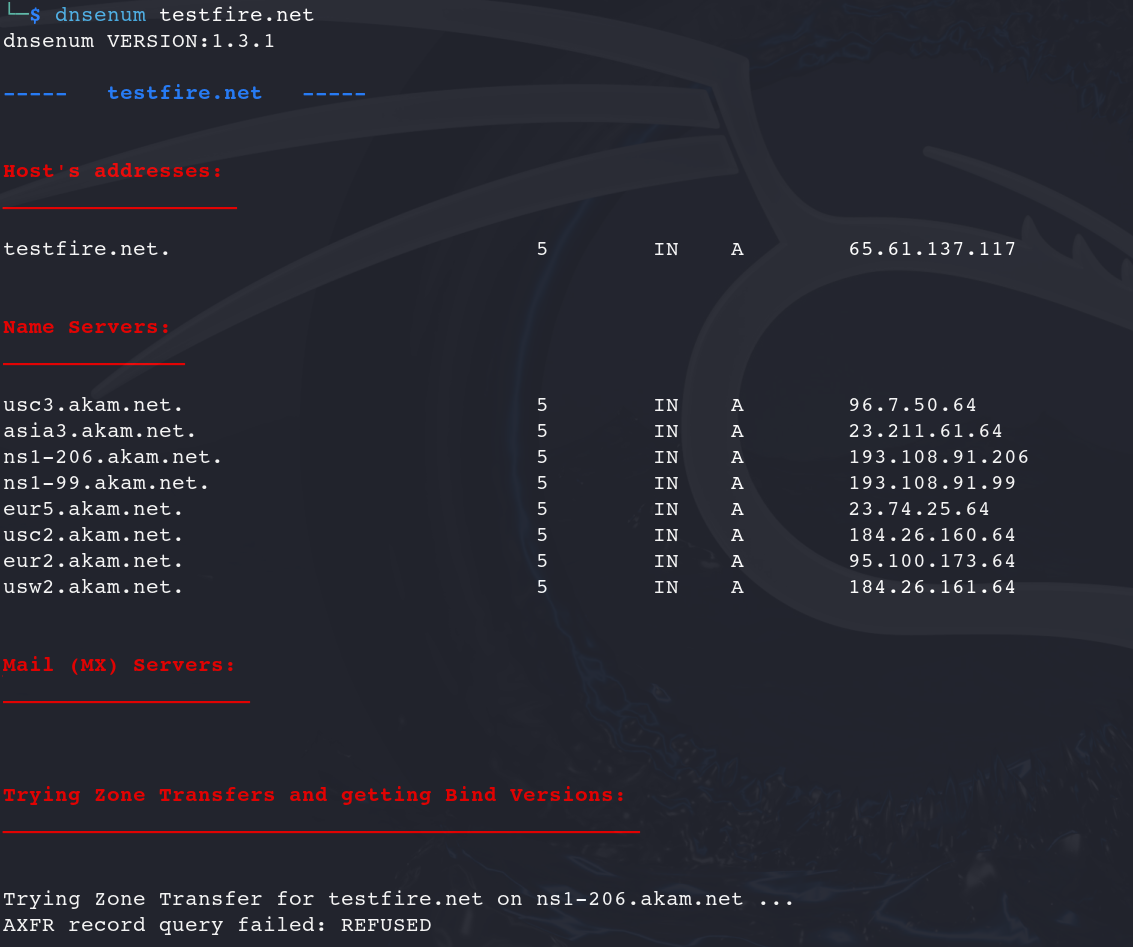 └─$ dnsenum testfire.net
dnsenum VERSION:1.3.1
----- testfire.net -----
Host's addresses:
__________________
testfire.net. 5 IN A 65.61.137.117
Name Servers:
______________
usc3.akam.net. 5 IN A 96.7.50.64
asia3.akam.net. 5 IN A 23.211.61.64
ns1-206.akam.net. 5 IN A 193.108.91.206
ns1-99.akam.net. 5 IN A 193.108.91.99
eur5.akam.net. 5 IN A 23.74.25.64
usc2.akam.net. 5 IN A 184.26.160.64
eur2.akam.net. 5 IN A 95.100.173.64
usw2.akam.net. 5 IN A 184.26.161.64
Mail (MX) Servers:
___________________
Trying Zone Transfers and getting Bind Versions:
_________________________________________________
Trying Zone Transfer for testfire.net on ns1-206.akam.net ...
AXFR record query failed: REFUSED